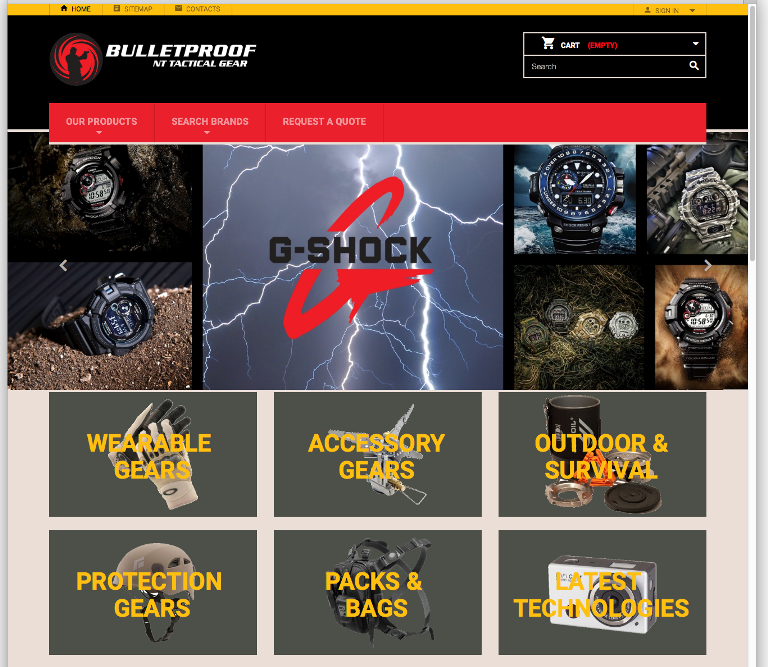 HOME SITEMAP CONTACTS SIGN IN
BULLETPROOF
NT TACTICAL GEAR
CART (EMPTY)
Search
OUR PRODUCTS SEARCH BRANDS REQUEST A QUOTE
G-SHOCK
WEARABLE
GEARS
ACCESSORY
GEARS
OUTDOOR &
SURVIVAL
PROTECTION
GEARS
PACKS &
BAGS
LATEST
TECHNOLOGIES